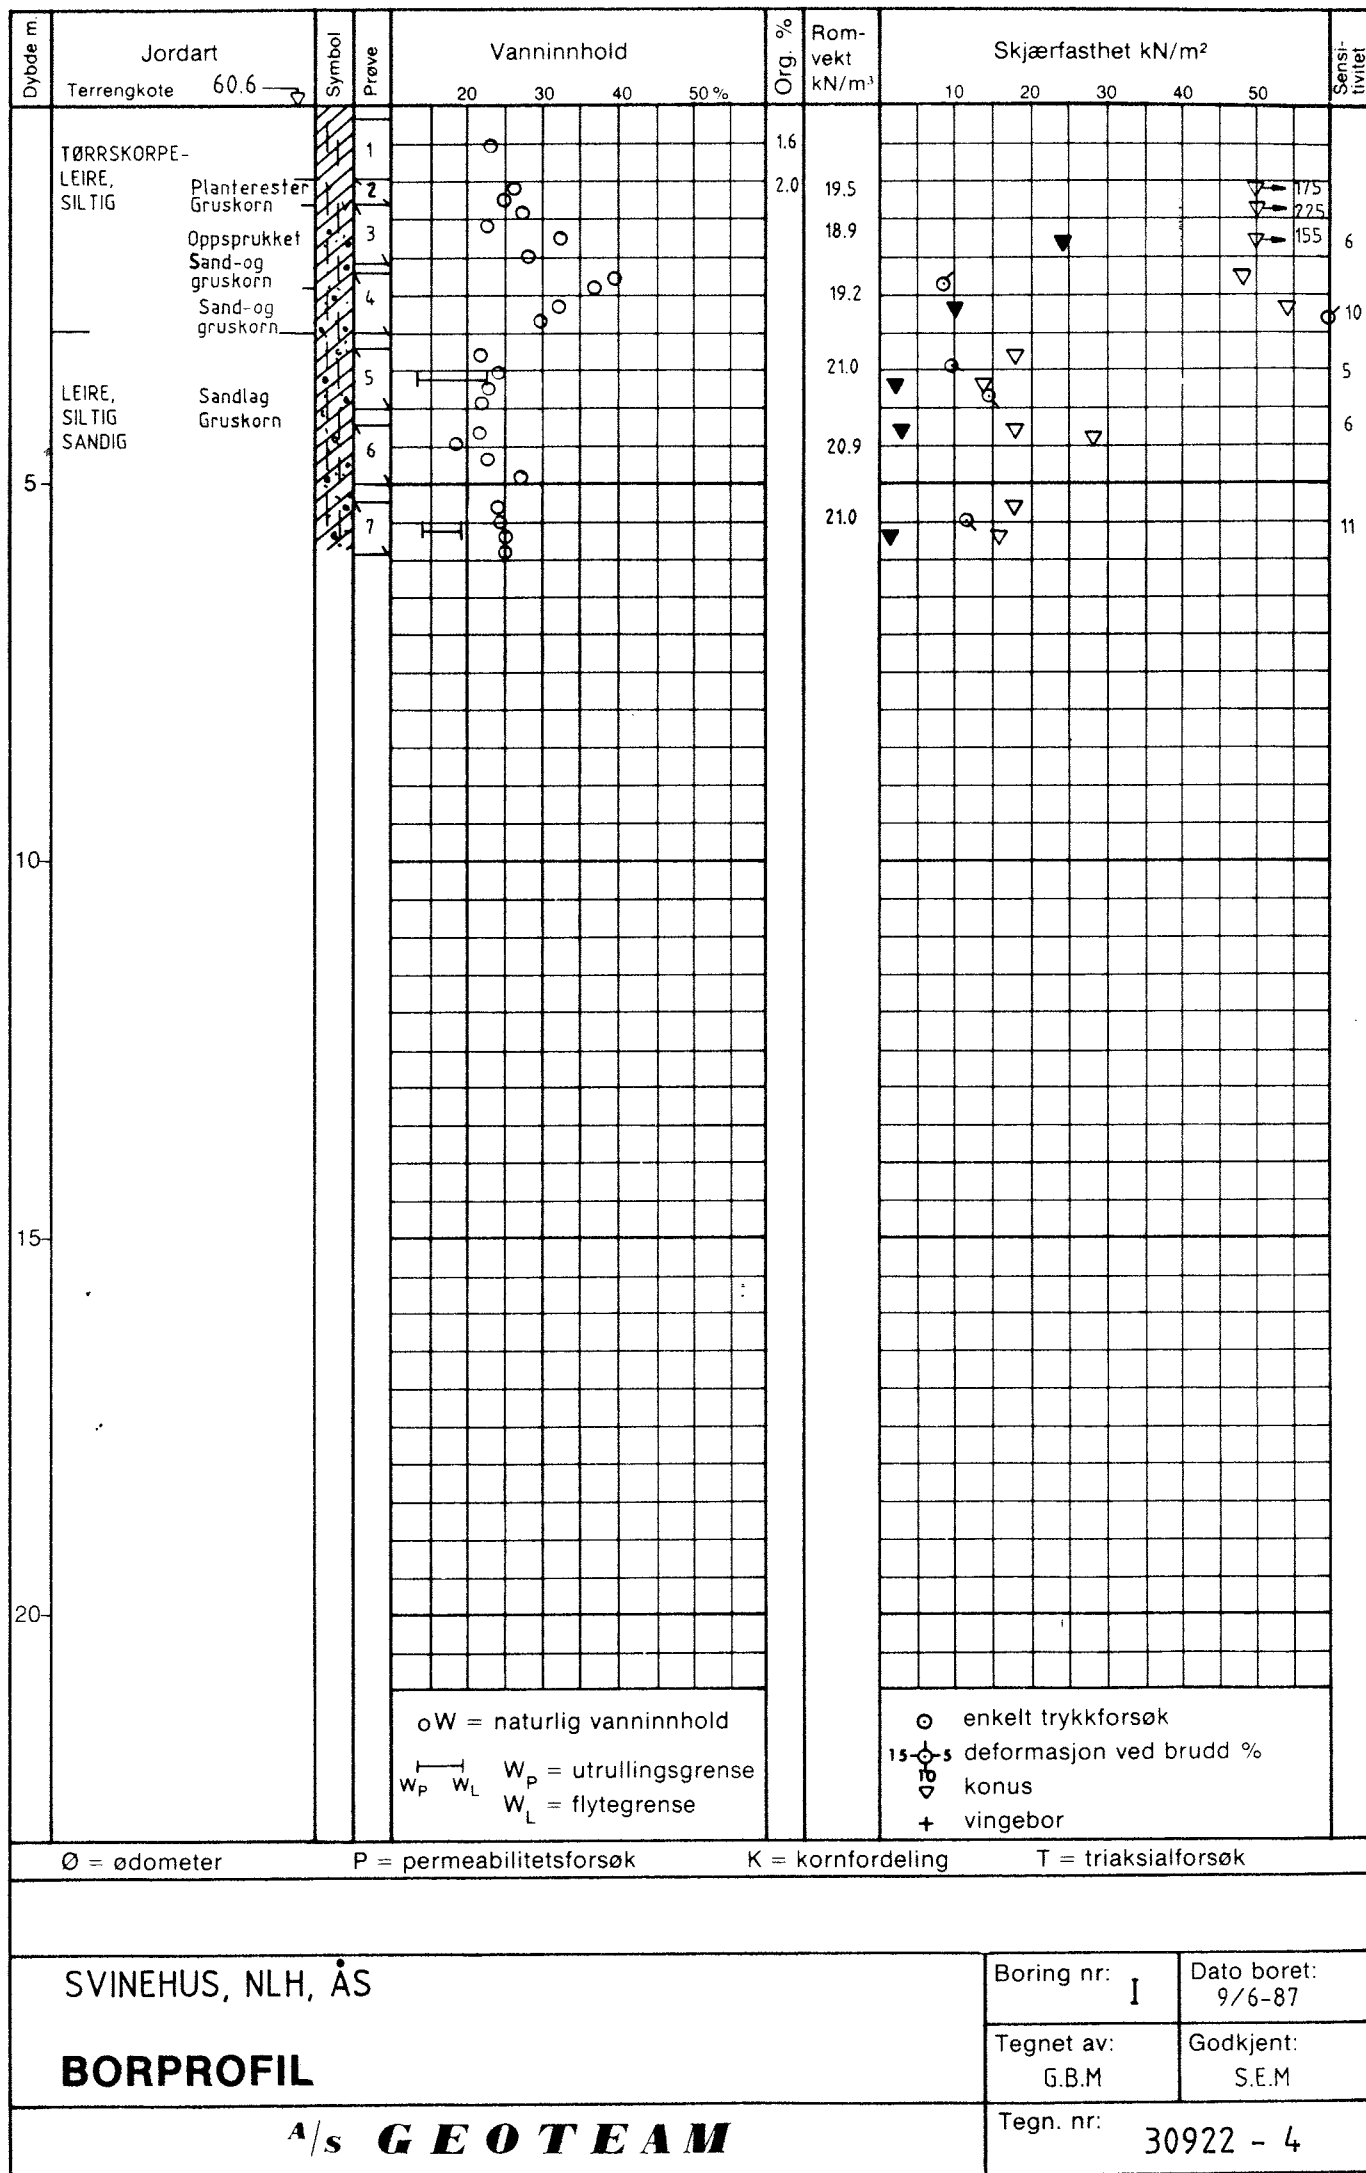 Dybde m.
Jordart
Terrengkote 60.6
Symbol
Prøve
Vanninnhold
20 30 40 50 %
Org. %
Rom-
vekt
kN/m³
Skjærfasthet kN/m²
10 20 30 40 50
Sensi-
tivitet
TØRRSKORPE-
LEIRE,
SILTIG
Planterester
Gruskorn
Oppsprukket
Sand-og
gruskorn
Sand-og
gruskorn
LEIRE,
SILTIG
SANDIG
Sandlag
Gruskorn
1
2
3
4
5
6
7
1.6
2.0
19.5
18.9
19.2
21.0
20.9
21.0
175
225
155
6
10
5
6
11
5
10
15
20
o W = naturlig vanninnhold
W_P W_L W_P = utrullingsgrense
W_L = flytegrense
enkelt trykkforsøk
15 5 deformasjon ved brudd %
10
konus
+ vingebor
Ø = ødometer P = permeabilitetsforsøk K = kornfordeling T = triaksialforsøk
SVINEHUS, NLH, ÅS
BORPROFIL
A/s GEOTEAM
Boring nr: I
Dato boret:
9/6-87
Tegnet av:
G.B.M
Godkjent:
S.E.M
Tegn. nr:
30922 - 4